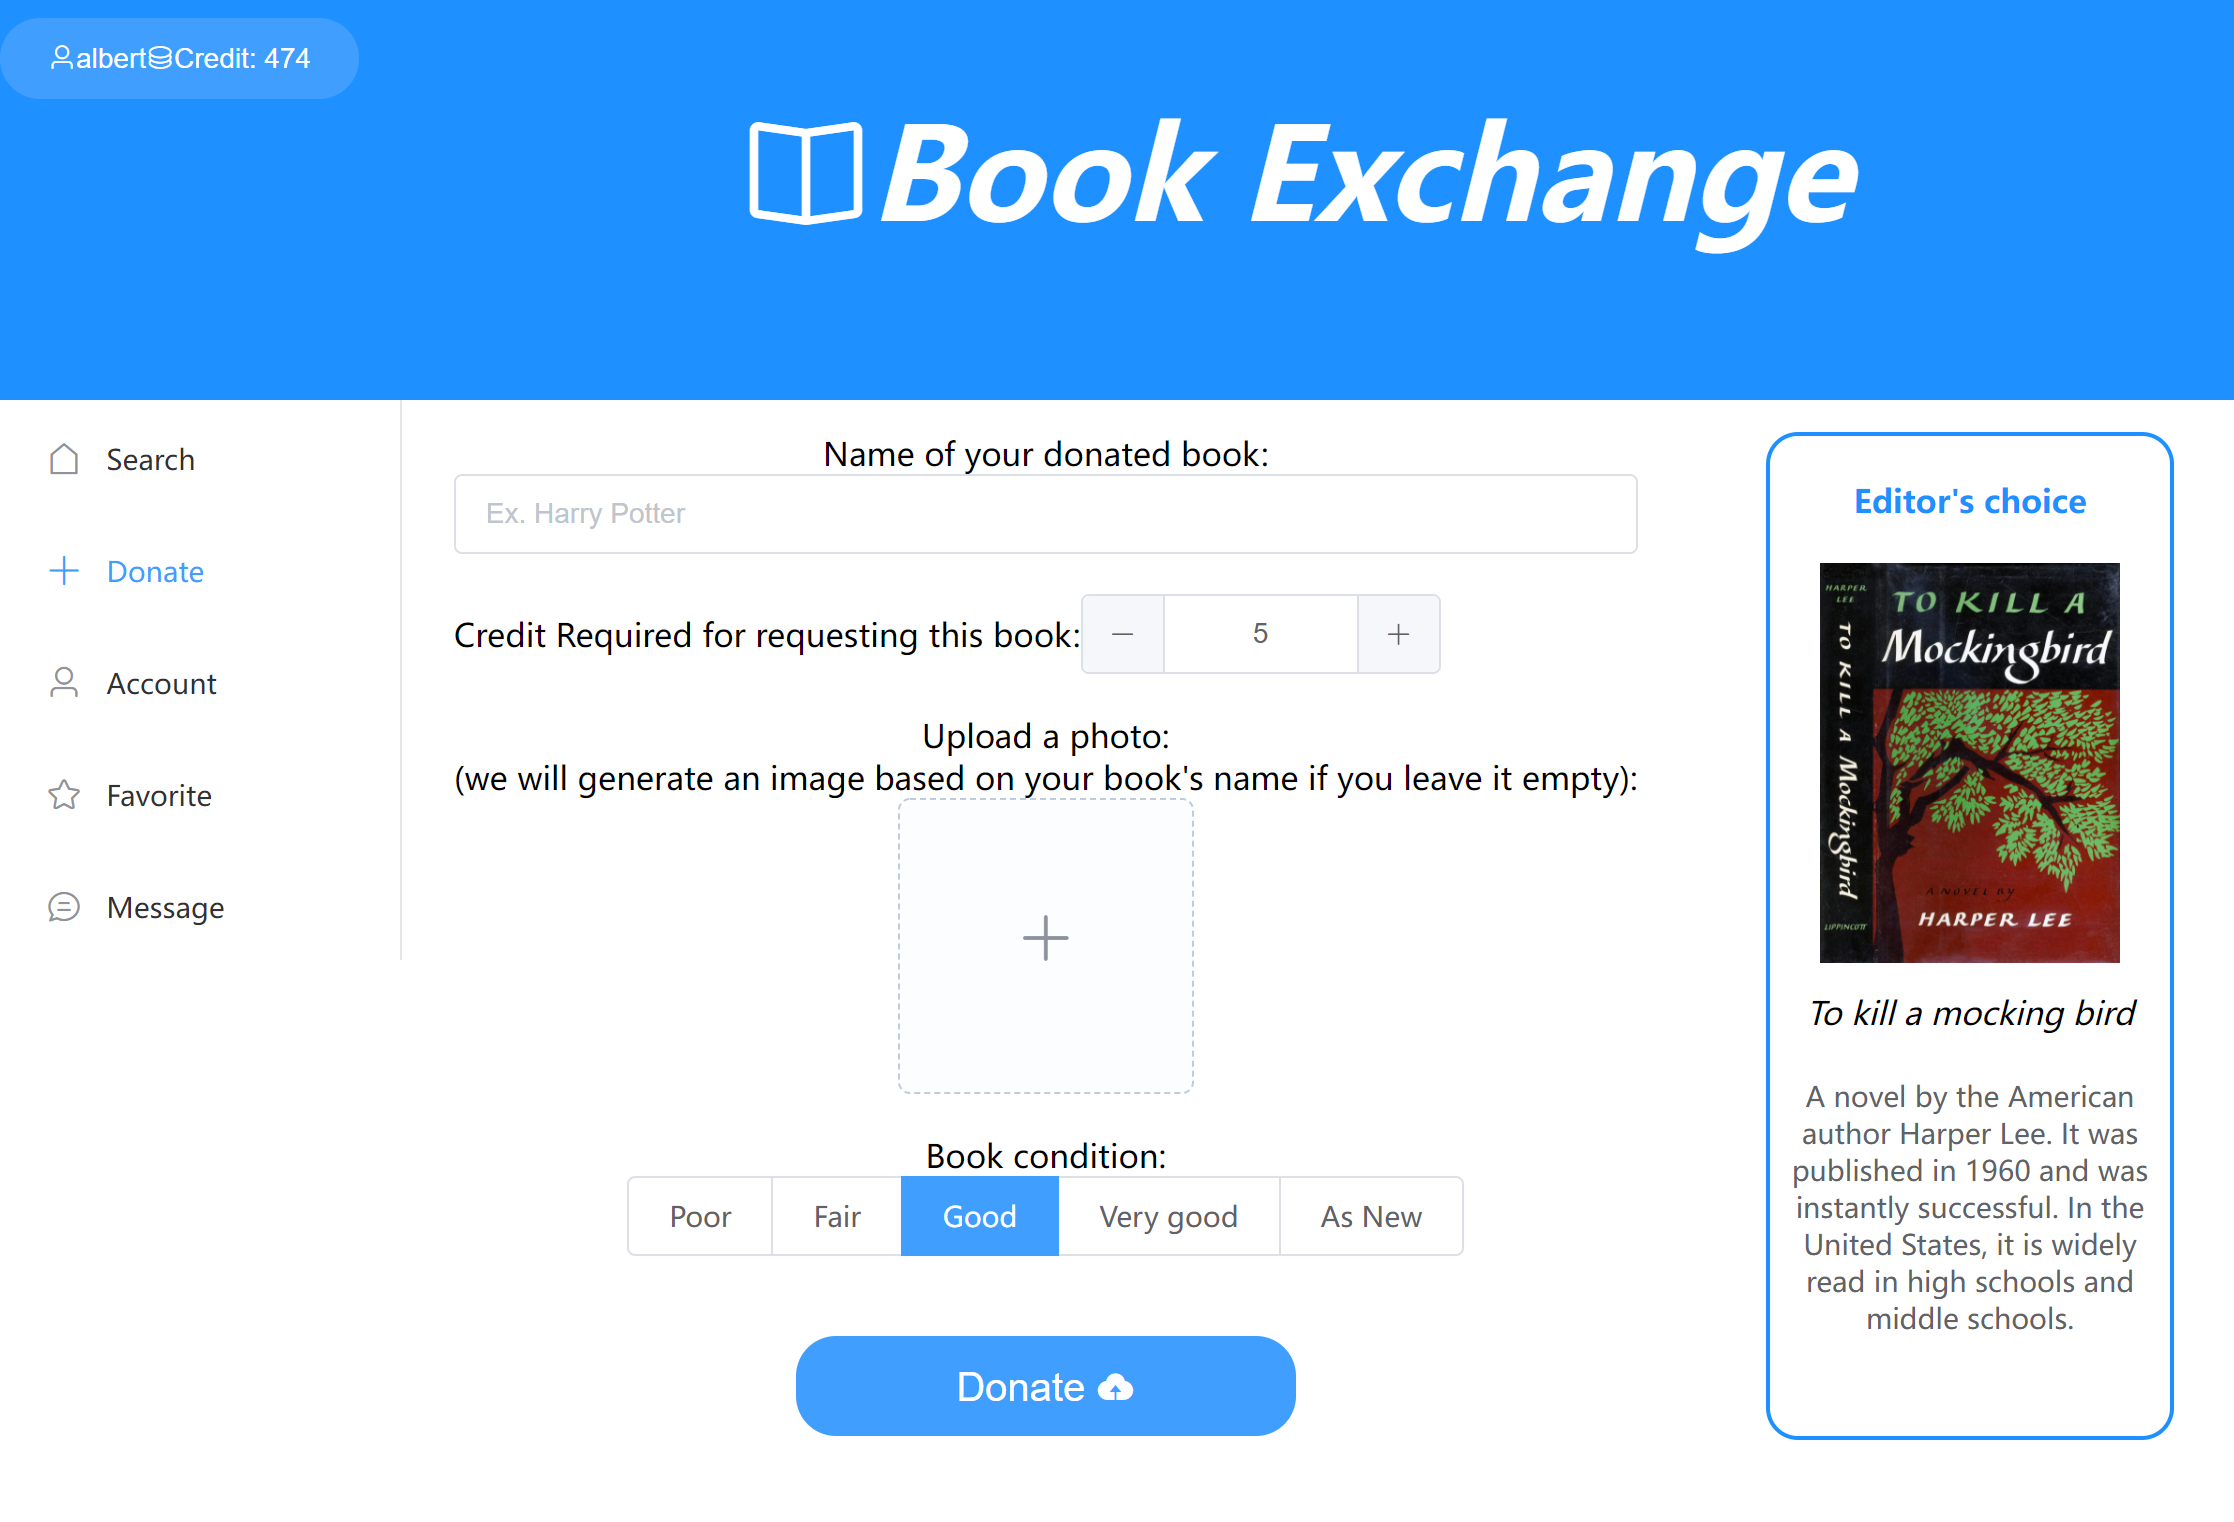 albert Credit: 474
Book Exchange
Search
Donate
Account
Favorite
Message
Name of your donated book:
Ex. Harry Potter
Credit Required for requesting this book: 5
Upload a photo:
(we will generate an image based on your book's name if you leave it empty):
Book condition:
Poor Fair Good Very good As New
Donate
Editor's choice
HARPER LEE
TO KILL A Mockingbird
LIPPINCOTT
TO KILL A
Mockingbird
A NOVEL BY
HARPER LEE
To kill a mocking bird
A novel by the American
author Harper Lee. It was
published in 1960 and was
instantly successful. In the
United States, it is widely
read in high schools and
middle schools.